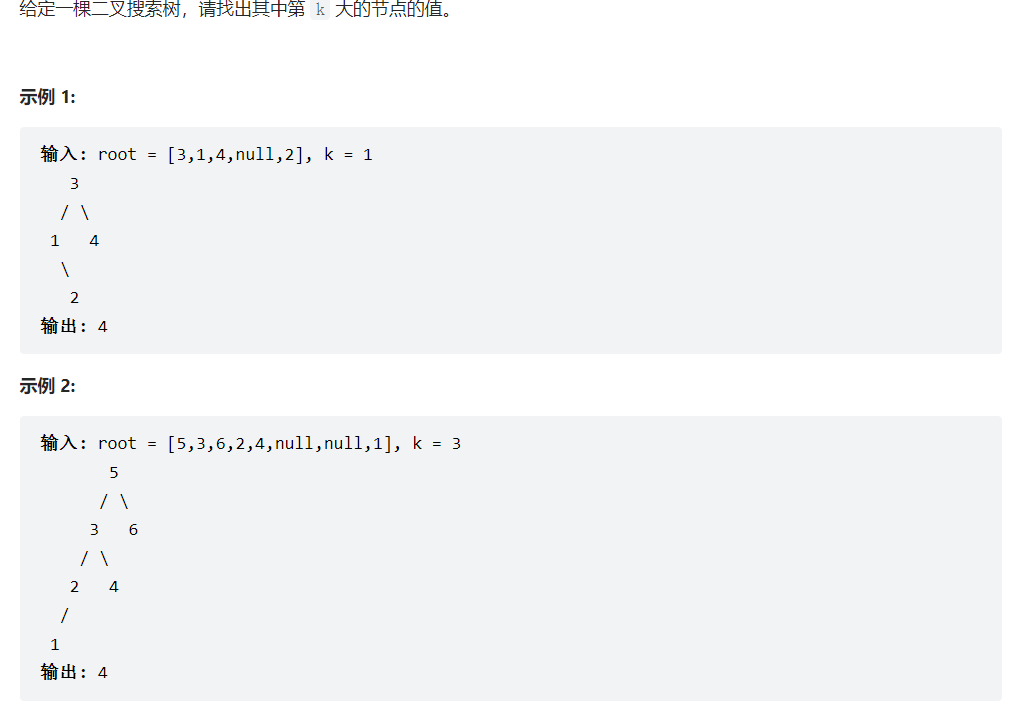 给定一棵二叉搜索树，请找出其中第 k 大的节点的值。
示例 1:
输入: root = [3,1,4,null,2], k = 1
   3
  / \
 1   4
  \
   2
输出: 4
示例 2:
输入: root = [5,3,6,2,4,null,null,1], k = 3
       5
      / \
     3   6
    / \
   2   4
  /
 1
输出: 4